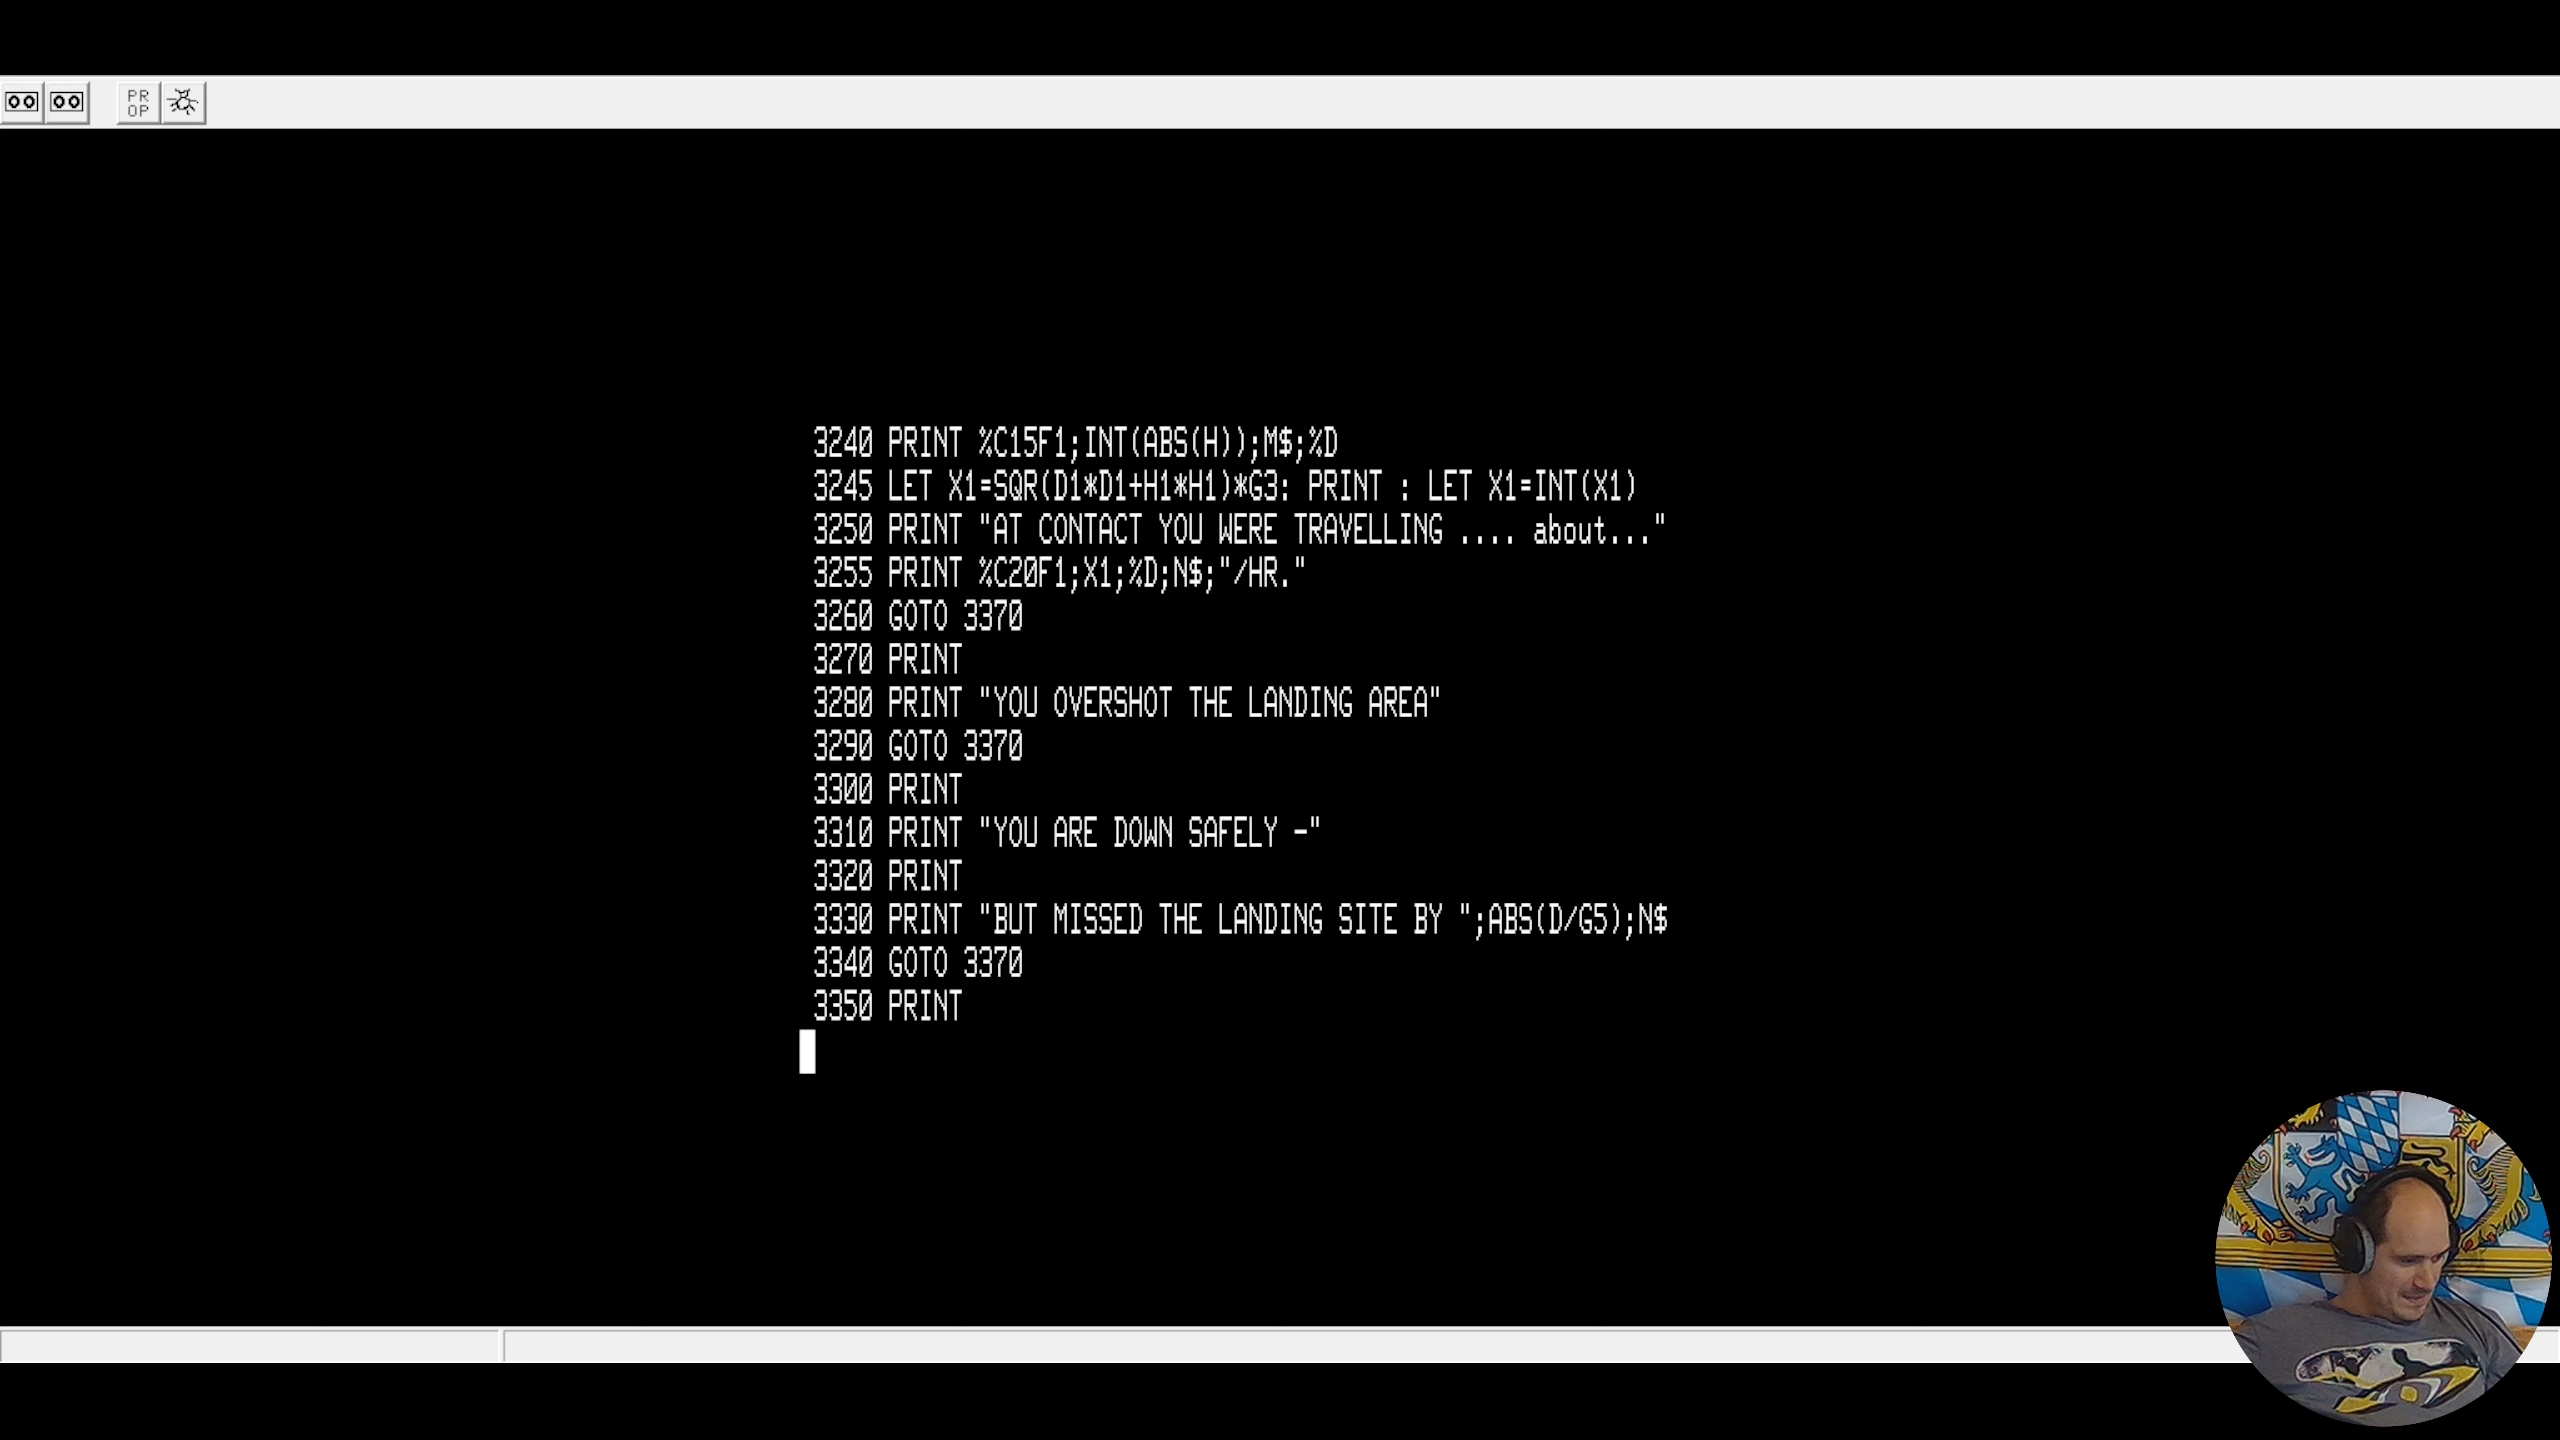 PR
OP
3240 PRINT %C15F1;INT(ABS(H));M$;%D
3245 LET X1=SQR(D1*D1+H1*H1)*G3: PRINT : LET X1=INT(X1)
3250 PRINT "AT CONTACT YOU WERE TRAVELLING .... about..."
3255 PRINT %C20F1;X1;%D;N$;"/HR."
3260 GOTO 3370
3270 PRINT
3280 PRINT "YOU OVERSHOT THE LANDING AREA"
3290 GOTO 3370
3300 PRINT
3310 PRINT "YOU ARE DOWN SAFELY -"
3320 PRINT
3330 PRINT "BUT MISSED THE LANDING SITE BY ";ABS(D/G5);N$
3340 GOTO 3370
3350 PRINT